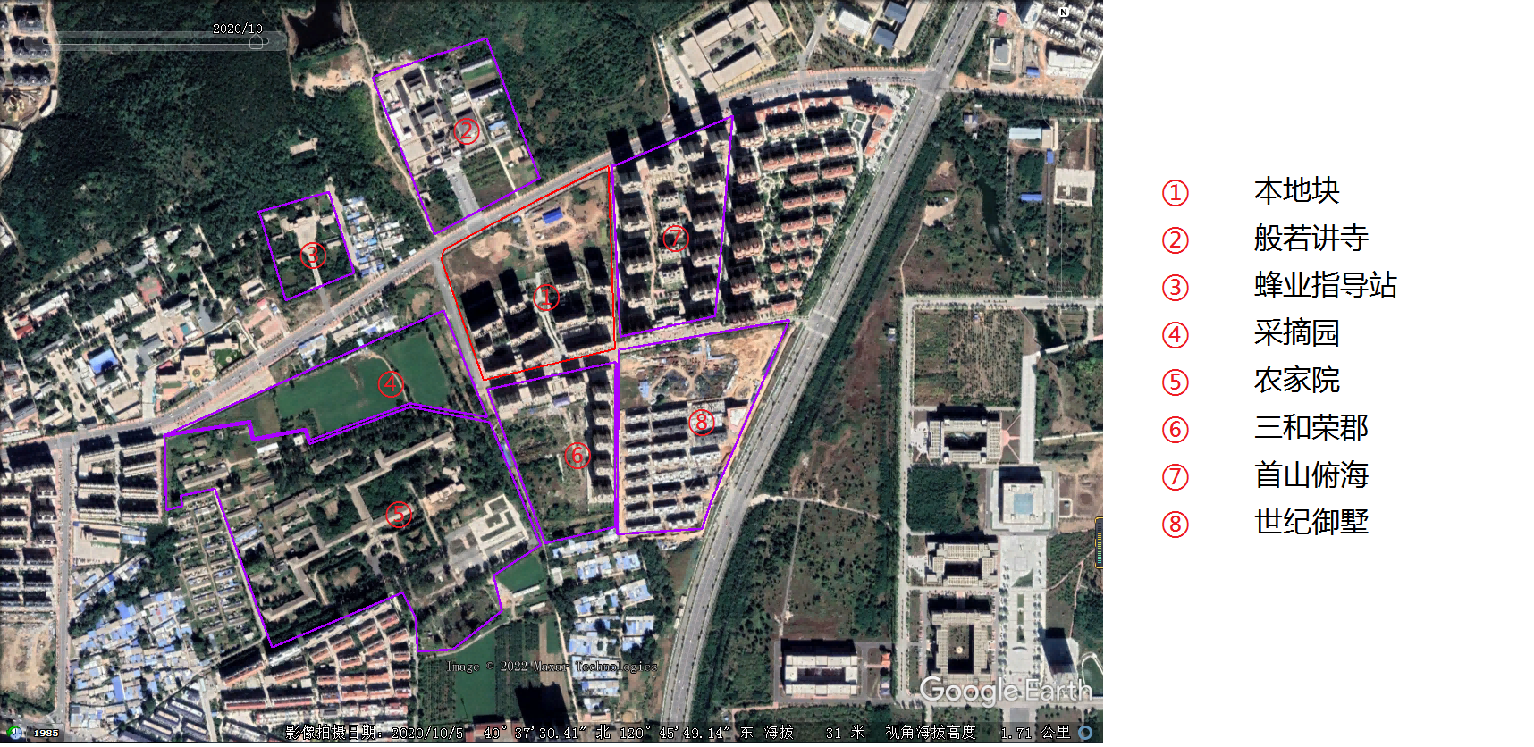 2020/10
N
②
③
⑦
①
④
⑧
⑥
⑤
Image © 2022 Maxar Technologies
Google Earth
1985
影像拍摄日期: 2020/10/5 40°37'30.41" 北 120°45'49.14" 东 海拔 31 米 视角海拔高度 1.71 公里
① 本地块
② 般若讲寺
③ 蜂业指导站
④ 采摘园
⑤ 农家院
⑥ 三和荣郡
⑦ 首山俯海
⑧ 世纪御墅